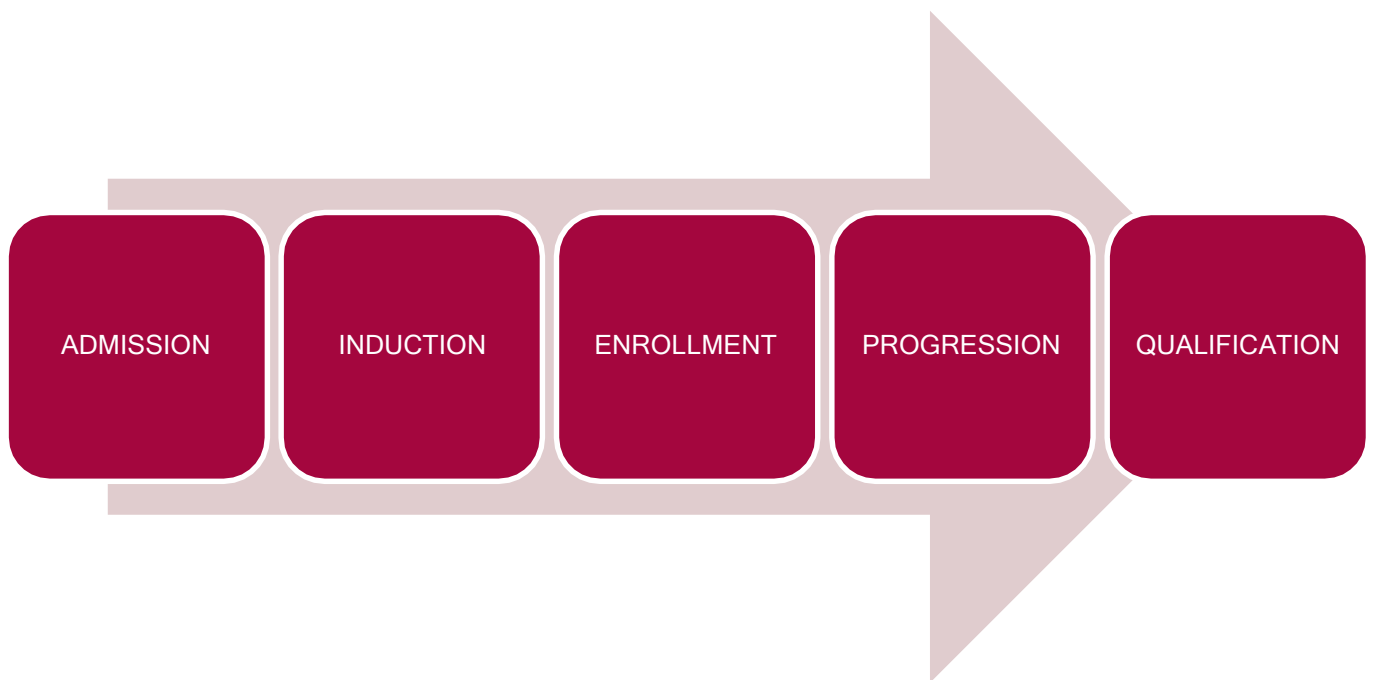 ADMISSION
INDUCTION
ENROLLMENT
PROGRESSION
QUALIFICATION